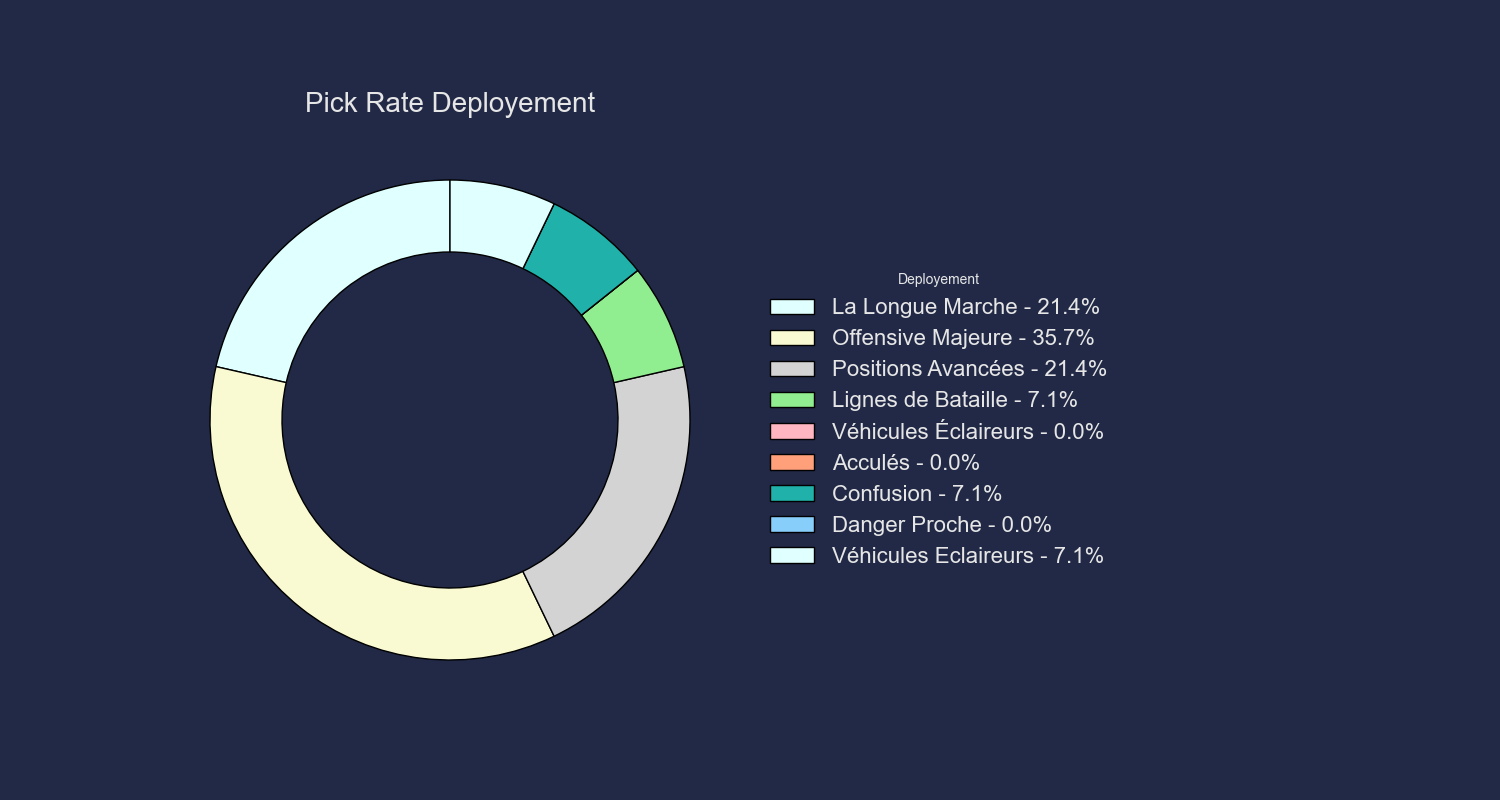 Pick Rate Deployement
Deployement
La Longue Marche - 21.4%
Offensive Majeure - 35.7%
Positions Avancées - 21.4%
Lignes de Bataille - 7.1%
Véhicules Éclaireurs - 0.0%
Acculés - 0.0%
Confusion - 7.1%
Danger Proche - 0.0%
Véhicules Eclaireurs - 7.1%